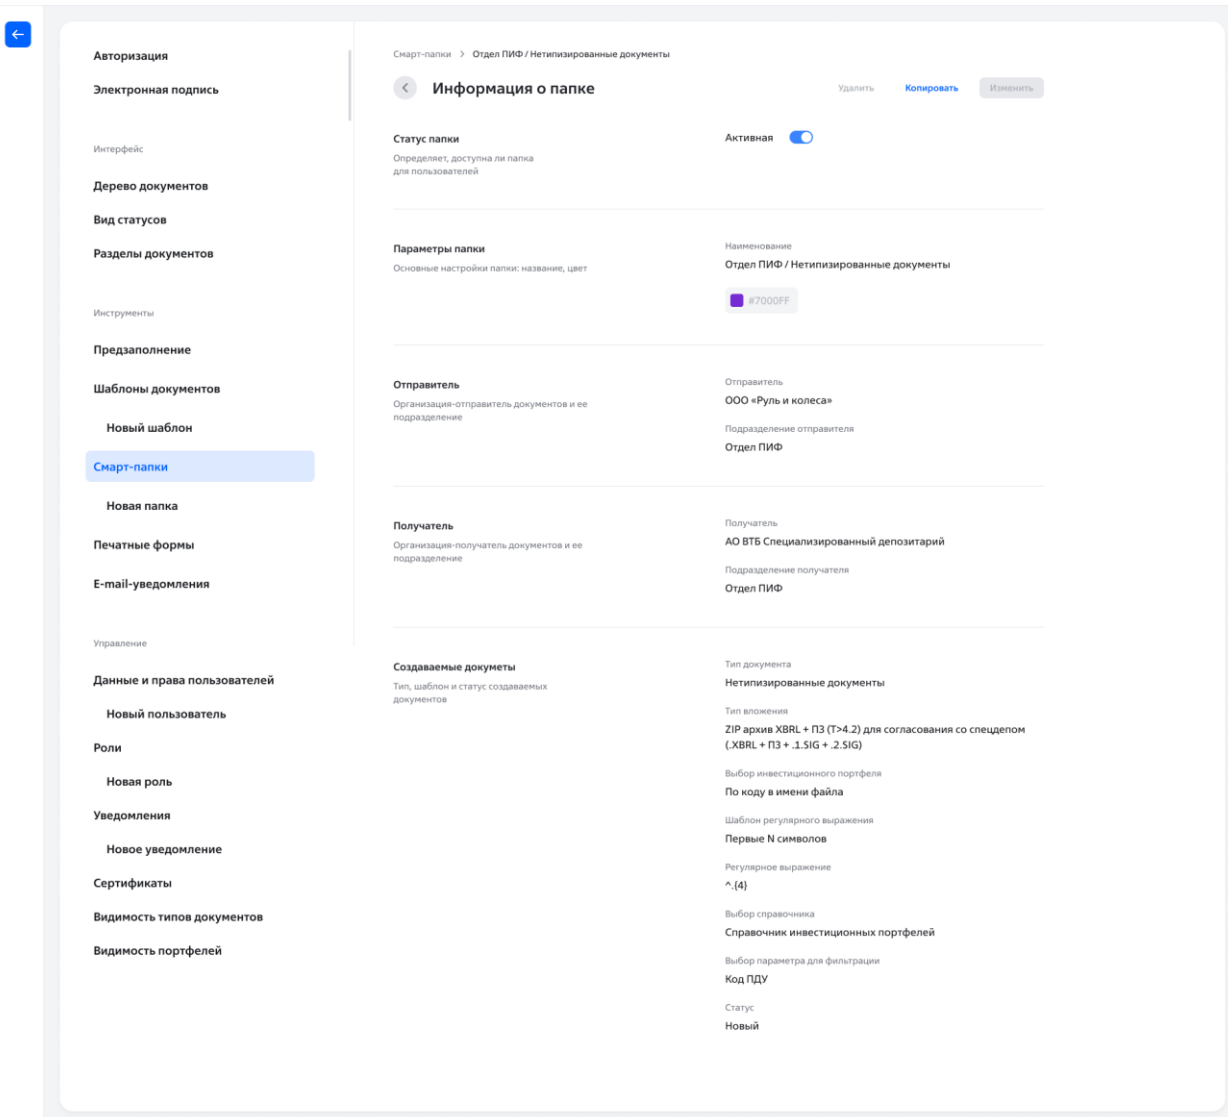 Авторизация
Электронная подпись
Интерфейс
Дерево документов
Вид статусов
Разделы документов
Инструменты
Предзаполнение
Шаблоны документов
Новый шаблон
Смарт-папки
Новая папка
Печатные формы
E-mail-уведомления
Управление
Данные и права пользователей
Новый пользователь
Роли
Новая роль
Уведомления
Новое уведомление
Сертификаты
Видимость типов документов
Видимость портфелей
Смарт-папки > Отдел ПИФ / Нетипизированные документы
Информация о папке
Удалить Копировать Изменить
Статус папки
Определяет, доступна ли папка
для пользователей
Активная
Параметры папки
Основные настройки папки: название, цвет
Наименование
Отдел ПИФ / Нетипизированные документы
#7000FF
Отправитель
Организация-отправитель документов и ее
подразделение
Отправитель
ООО «Руль и колеса»
Подразделение отправителя
Отдел ПИФ
Получатель
Организация-получатель документов и ее
подразделение
Получатель
АО ВТБ Специализированный депозитарий
Подразделение получателя
Отдел ПИФ
Создаваемые докуметы
Тип, шаблон и статус создаваемых
документов
Тип документа
Нетипизированные документы
Тип вложения
ZIP архив XBRL + ПЗ (Т>4.2) для согласования со спецдепом
(.XBRL + ПЗ + .1.SIG + .2.SIG)
Выбор инвестиционного портфеля
По коду в имени файла
Шаблон регулярного выражения
Первые N символов
Регулярное выражение
^.{4}
Выбор справочника
Справочник инвестиционных портфелей
Выбор параметра для фильтрации
Код ПДУ
Статус
Новый